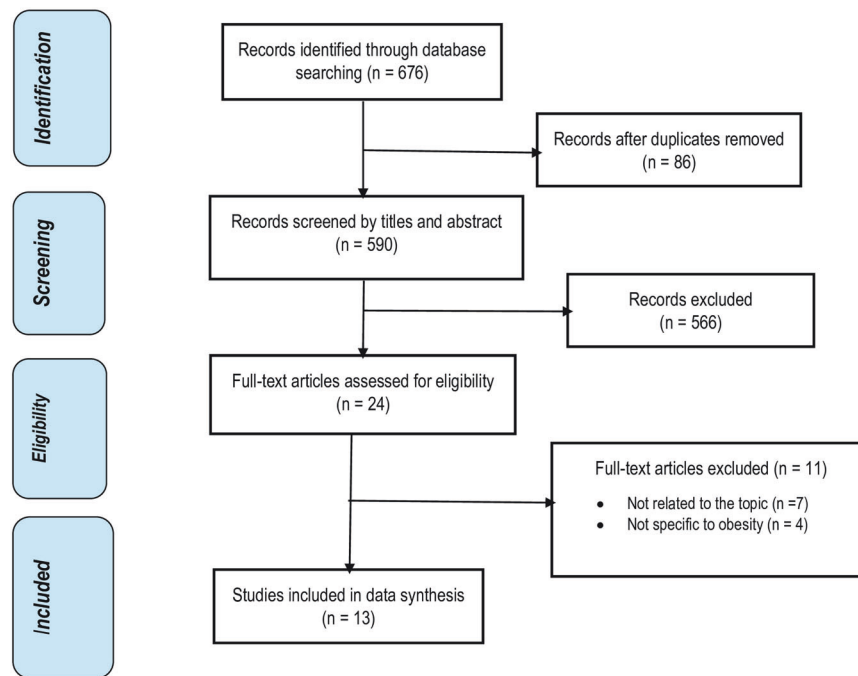 Identification
Records identified through database
searching (n = 676)
Records after duplicates removed
(n = 86)
Screening
Records screened by titles and abstract
(n = 590)
Records excluded
(n = 566)
Eligibility
Full-text articles assessed for eligibility
(n = 24)
Full-text articles excluded (n = 11)
• Not related to the topic (n =7)
• Not specific to obesity (n = 4)
Included
Studies included in data synthesis
(n = 13)